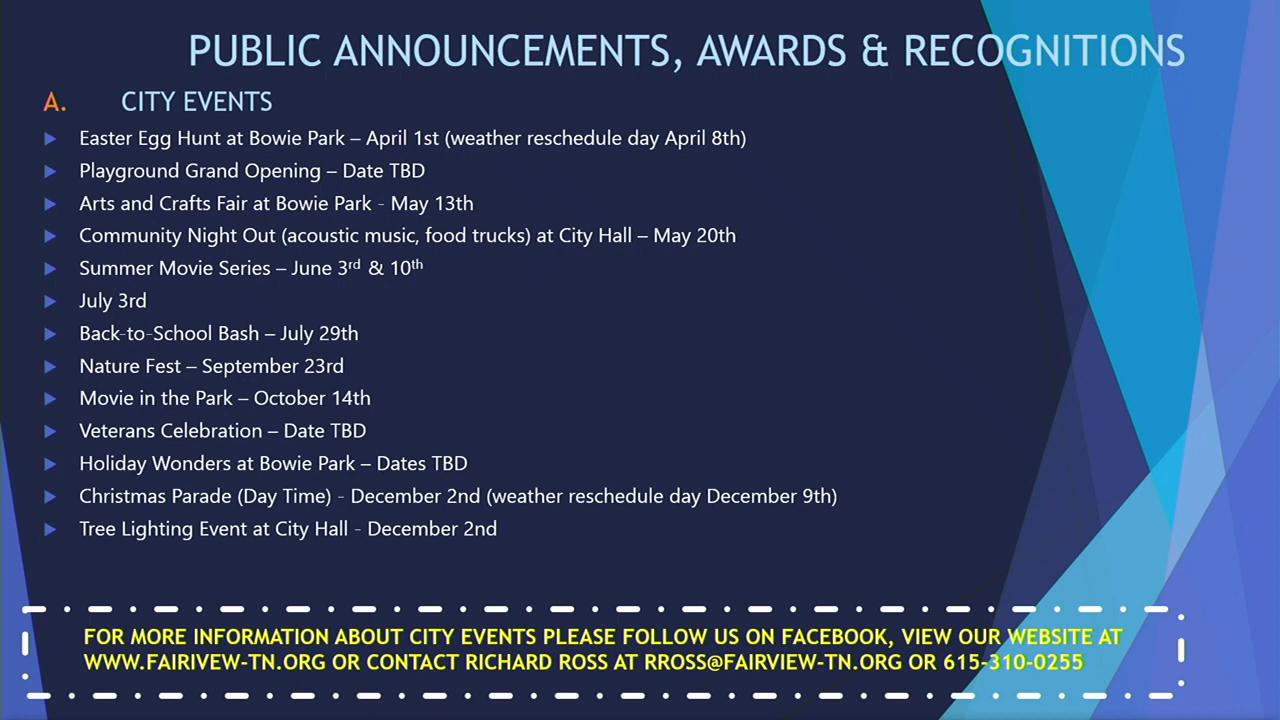 PUBLIC ANNOUNCEMENTS, AWARDS & RECOGNITIONS
A. CITY EVENTS
Easter Egg Hunt at Bowie Park – April 1st (weather reschedule day April 8th)
Playground Grand Opening – Date TBD
Arts and Crafts Fair at Bowie Park - May 13th
Community Night Out (acoustic music, food trucks) at City Hall – May 20th
Summer Movie Series – June 3rd & 10th
July 3rd
Back-to-School Bash – July 29th
Nature Fest – September 23rd
Movie in the Park – October 14th
Veterans Celebration – Date TBD
Holiday Wonders at Bowie Park – Dates TBD
Christmas Parade (Day Time) - December 2nd (weather reschedule day December 9th)
Tree Lighting Event at City Hall - December 2nd
FOR MORE INFORMATION ABOUT CITY EVENTS PLEASE FOLLOW US ON FACEBOOK, VIEW OUR WEBSITE AT
WWW.FAIRIVEW-TN.ORG OR CONTACT RICHARD ROSS AT RROSS@FAIRVIEW-TN.ORG OR 615-310-0255